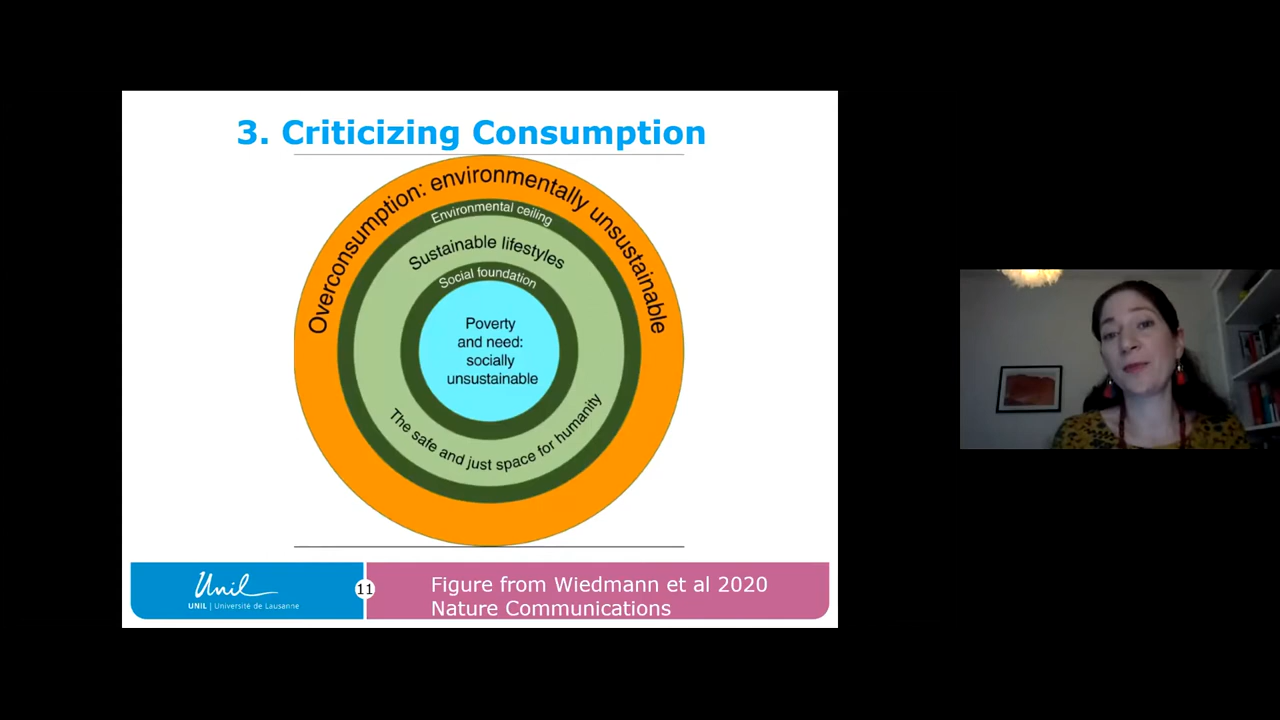 3. Criticizing Consumption
Overconsumption: environmentally unsustainable
Environmental ceiling
Sustainable lifestyles
Social foundation
Poverty
and need:
socially
unsustainable
The safe and just space for humanity
Unil
UNIL | Université de Lausanne
11
Figure from Wiedmann et al 2020
Nature Communications